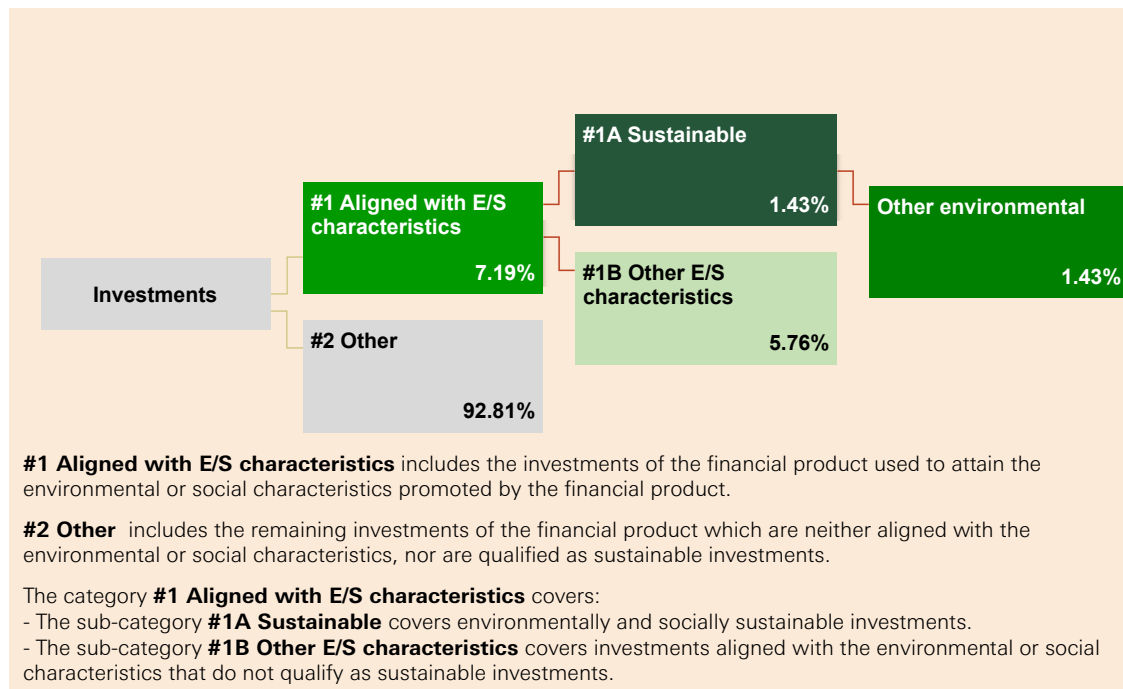 #1A Sustainable
1.43%
#1 Aligned with E/S
characteristics
7.19%
Other environmental
1.43%
Investments
#1B Other E/S
characteristics
5.76%
#2 Other
92.81%
#1 Aligned with E/S characteristics includes the investments of the financial product used to attain the
environmental or social characteristics promoted by the financial product.
#2 Other includes the remaining investments of the financial product which are neither aligned with the
environmental or social characteristics, nor are qualified as sustainable investments.
The category #1 Aligned with E/S characteristics covers:
- The sub-category #1A Sustainable covers environmentally and socially sustainable investments.
- The sub-category #1B Other E/S characteristics covers investments aligned with the environmental or social
characteristics that do not qualify as sustainable investments.